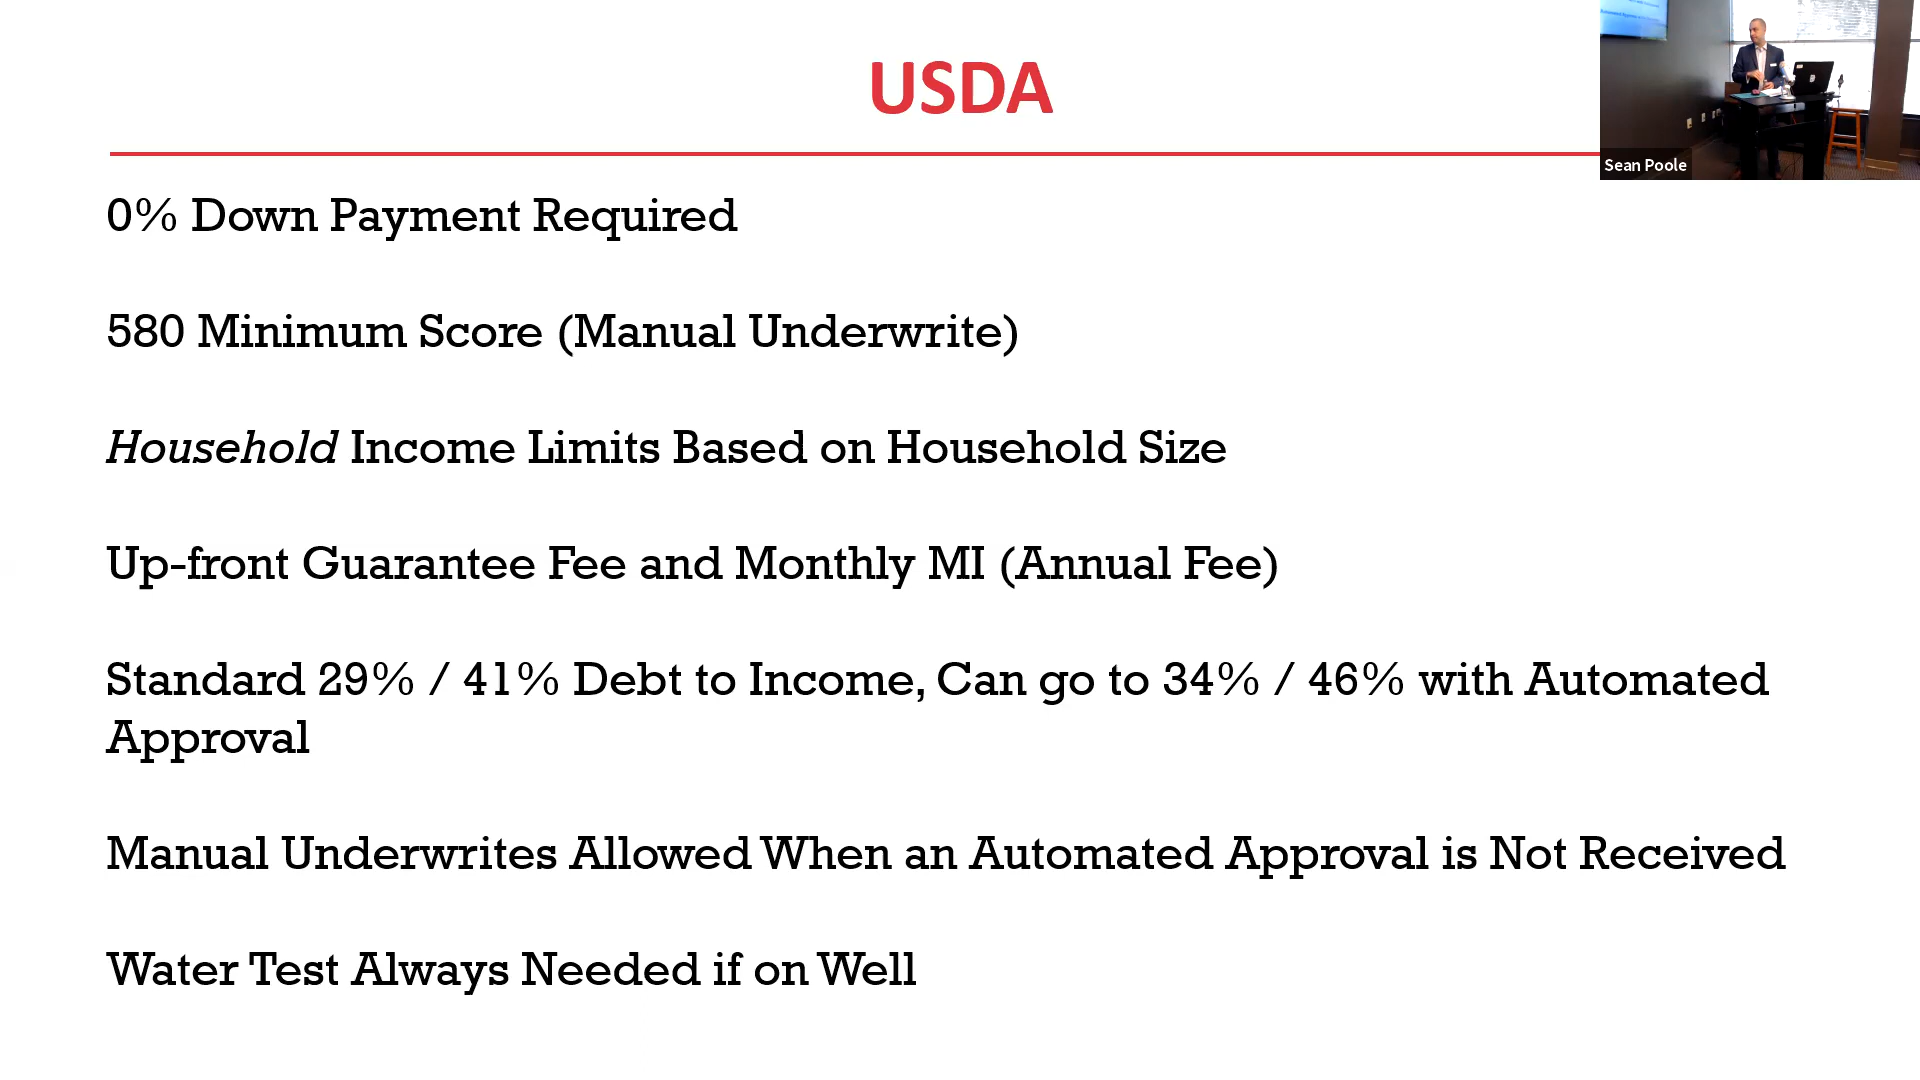 USDA
Sean Poole
0% Down Payment Required
580 Minimum Score (Manual Underwrite)
Household Income Limits Based on Household Size
Up-front Guarantee Fee and Monthly MI (Annual Fee)
Standard 29% / 41% Debt to Income, Can go to 34% / 46% with Automated
Approval
Manual Underwrites Allowed When an Automated Approval is Not Received
Water Test Always Needed if on Well